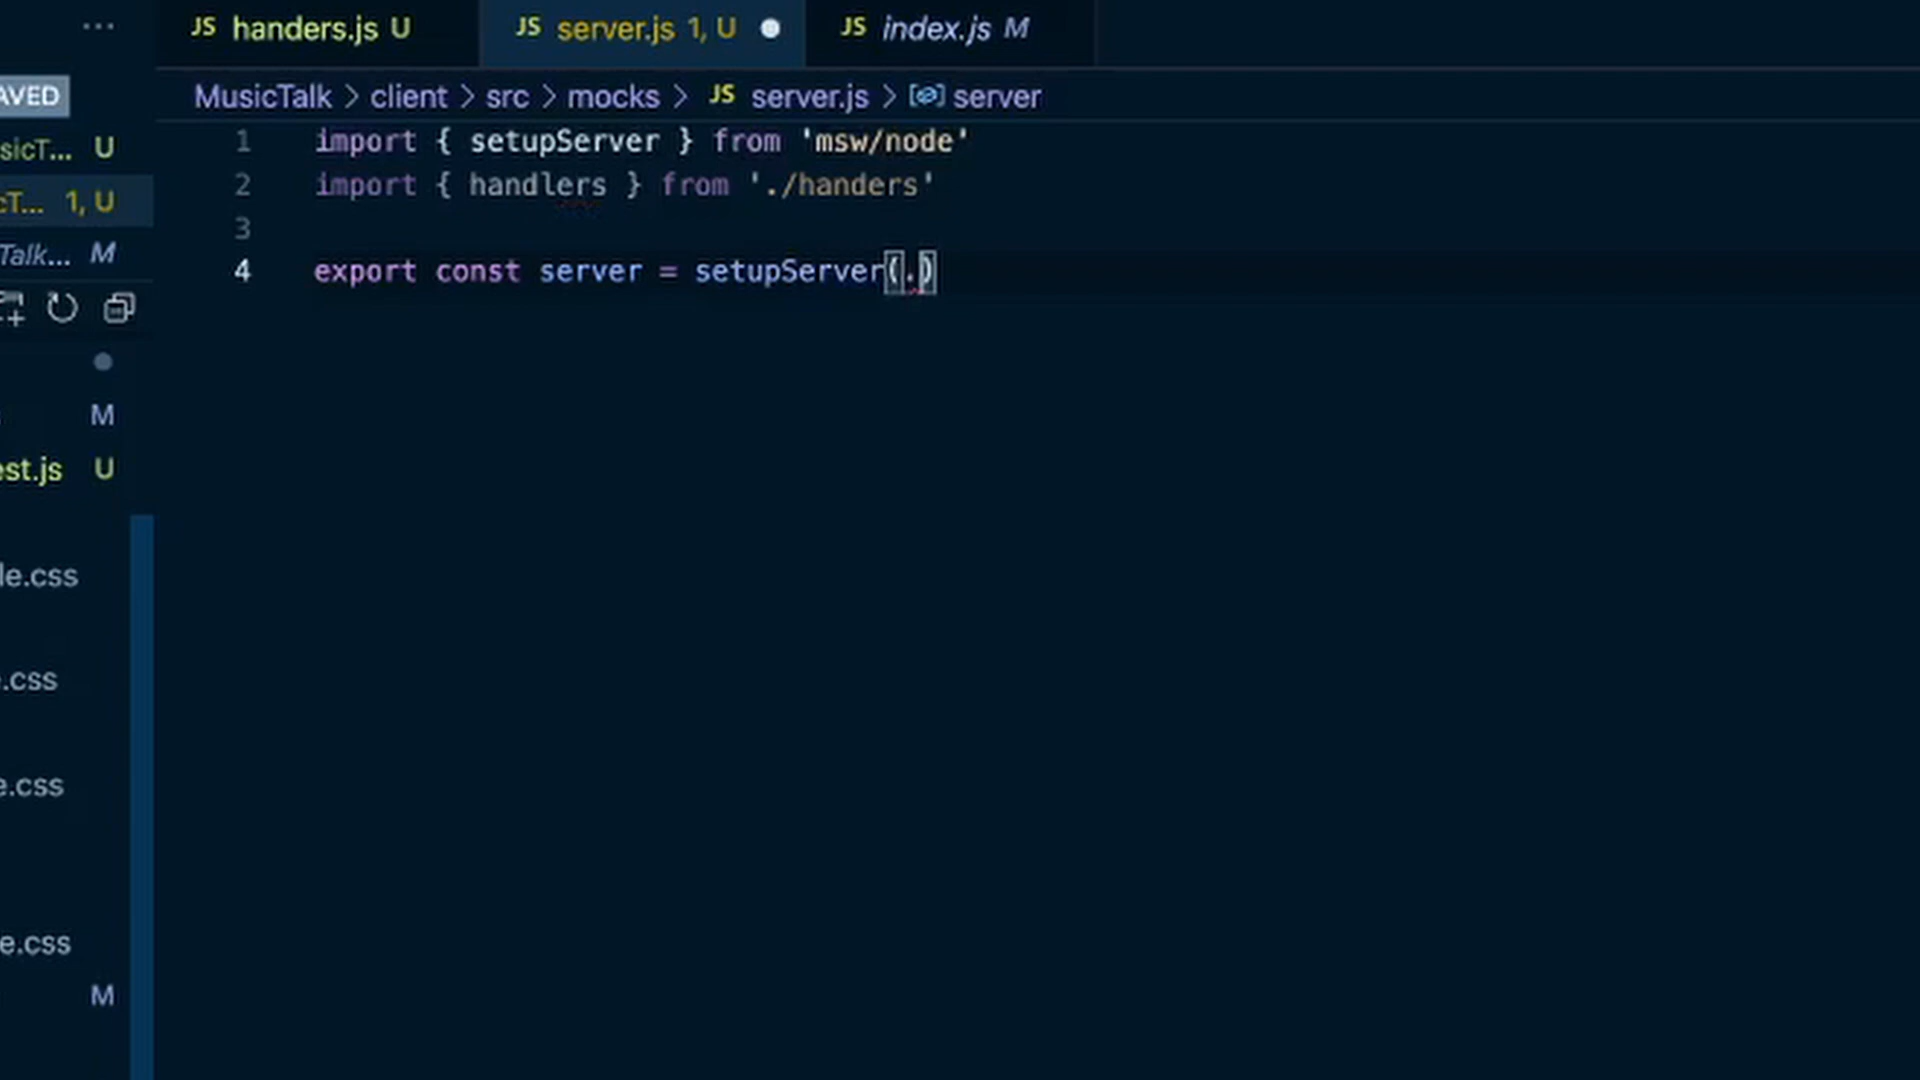 ...
JS handers.js U
JS server.js 1, U
JS index.js M
AVED
MusicTalk > client > src > mocks > JS server.js > server
sicT... U
cT... 1, U
Talk... M
M
est.js U
le.css
.css
e.css
e.css
M
1 import { setupServer } from 'msw/node'
2 import { handlers } from './handers'
3
4 export const server = setupServer(.)